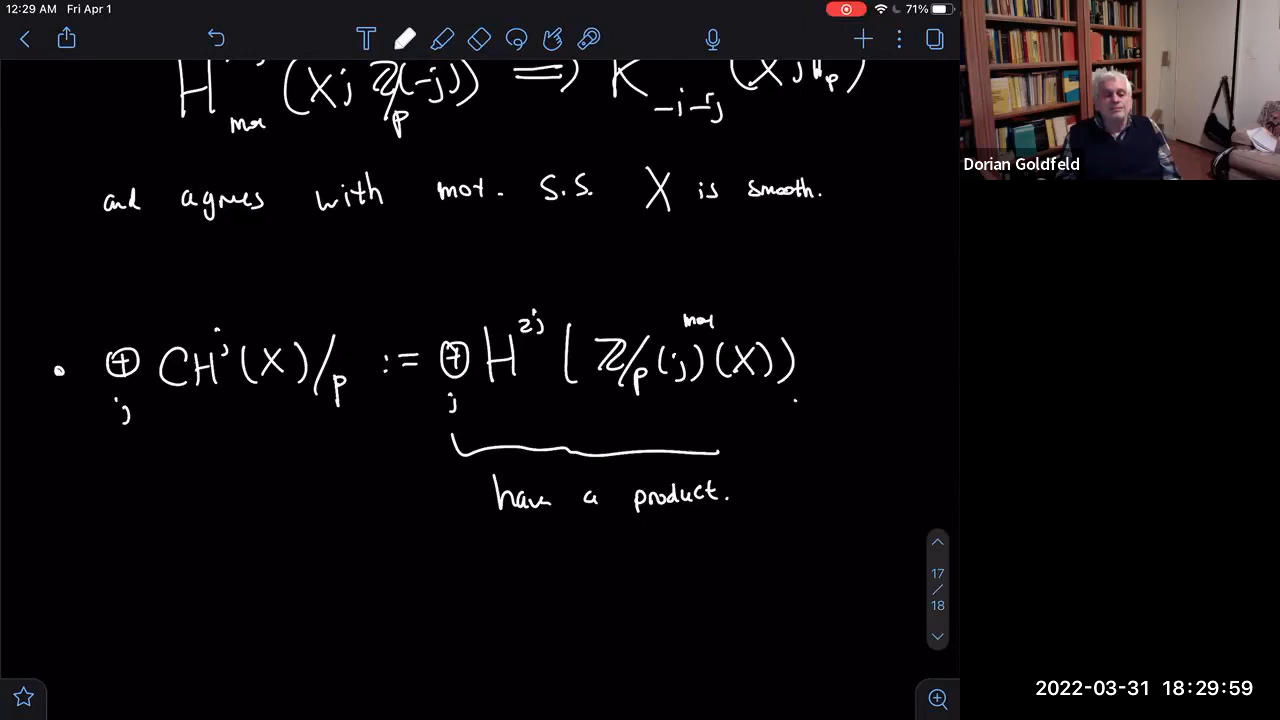 12:29 AM Fri Apr 1
71%
H_mot (X; ℤ/p(-j)) ⟹ K_{-i-j} (X; 𝔽_p)
and agrees with mot. S.S. X is smooth.
• ⊕_j CH^j(X)/p := ⊕_j H^{2j} ( ℤ/p(j)^{mot}(X))
have a product.
17
/
18
Dorian Goldfeld
2022-03-31 18:29:59